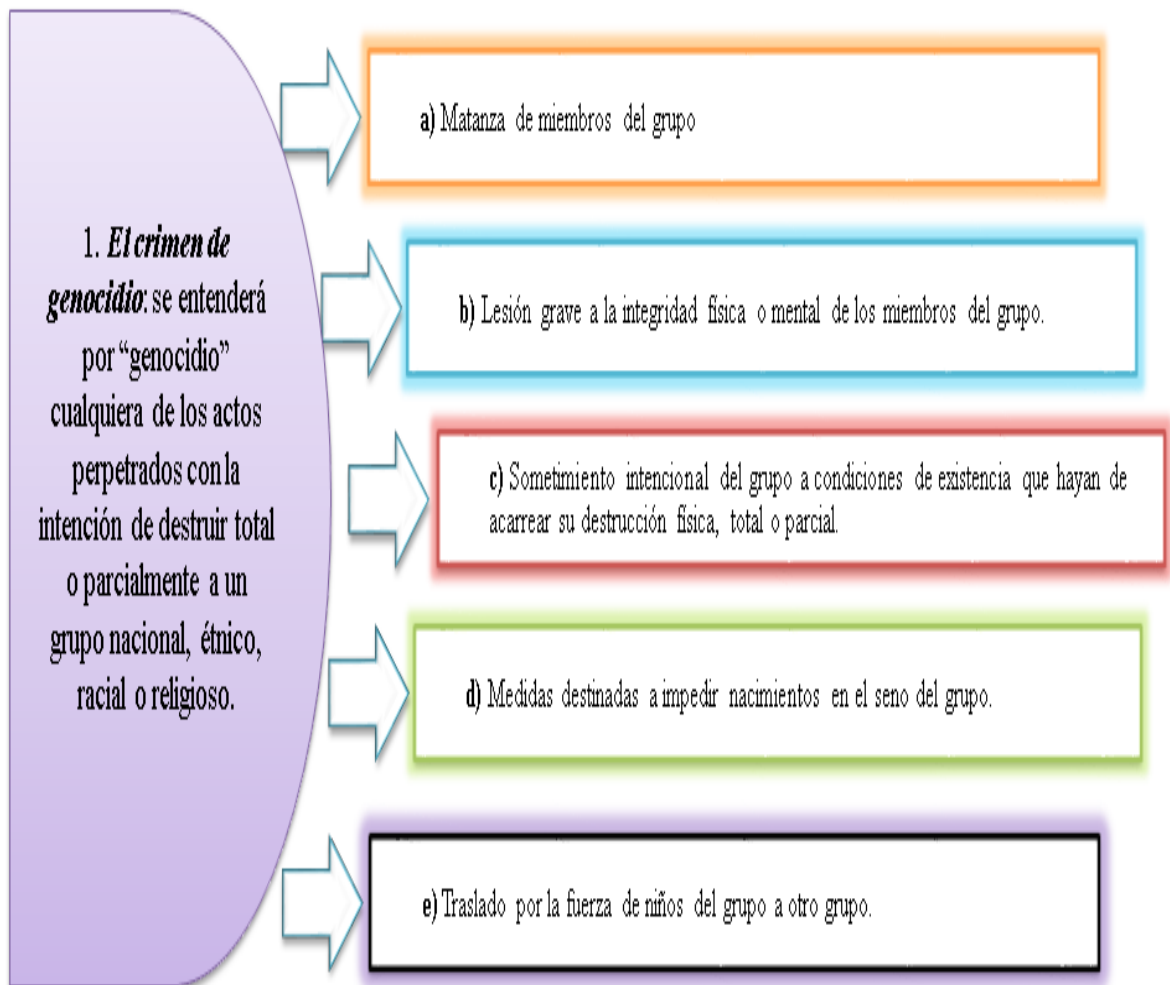 1. El crimen de
genocidio: se entenderá
por “genocidio”
cualquiera de los actos
perpetrados con la
intención de destruir total
o parcialmente a un
grupo nacional, étnico,
racial o religioso.
a) Matanza de miembros del grupo
b) Lesión grave a la integridad física o mental de los miembros del grupo.
c) Sometimiento intencional del grupo a condiciones de existencia que hayan de
acarrear su destrucción física, total o parcial.
d) Medidas destinadas a impedir nacimientos en el seno del grupo.
e) Traslado por la fuerza de niños del grupo a otro grupo.